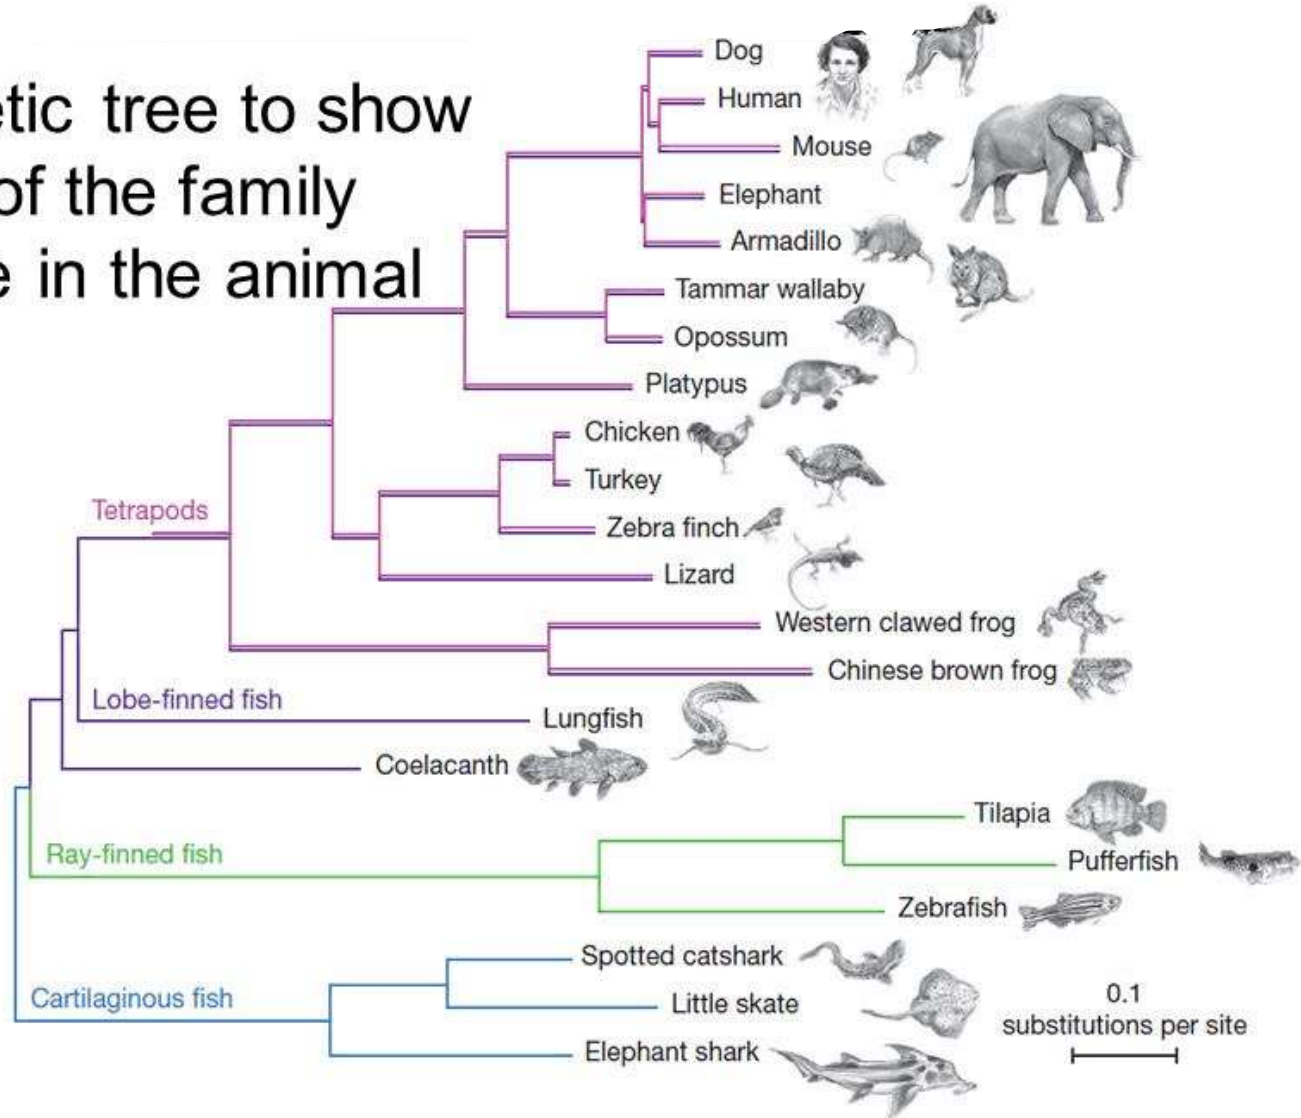 etic tree to show
of the family
e in the animal
Dog
Human
Mouse
Elephant
Armadillo
Tammar wallaby
Opossum
Platypus
Chicken
Turkey
Tetrapods
Zebra finch
Lizard
Western clawed frog
Chinese brown frog
Lobe-finned fish
Lungfish
Coelacanth
Tilapia
Ray-finned fish
Pufferfish
Zebrafish
Spotted catshark
Cartilaginous fish
Little skate
0.1
substitutions per site
Elephant shark